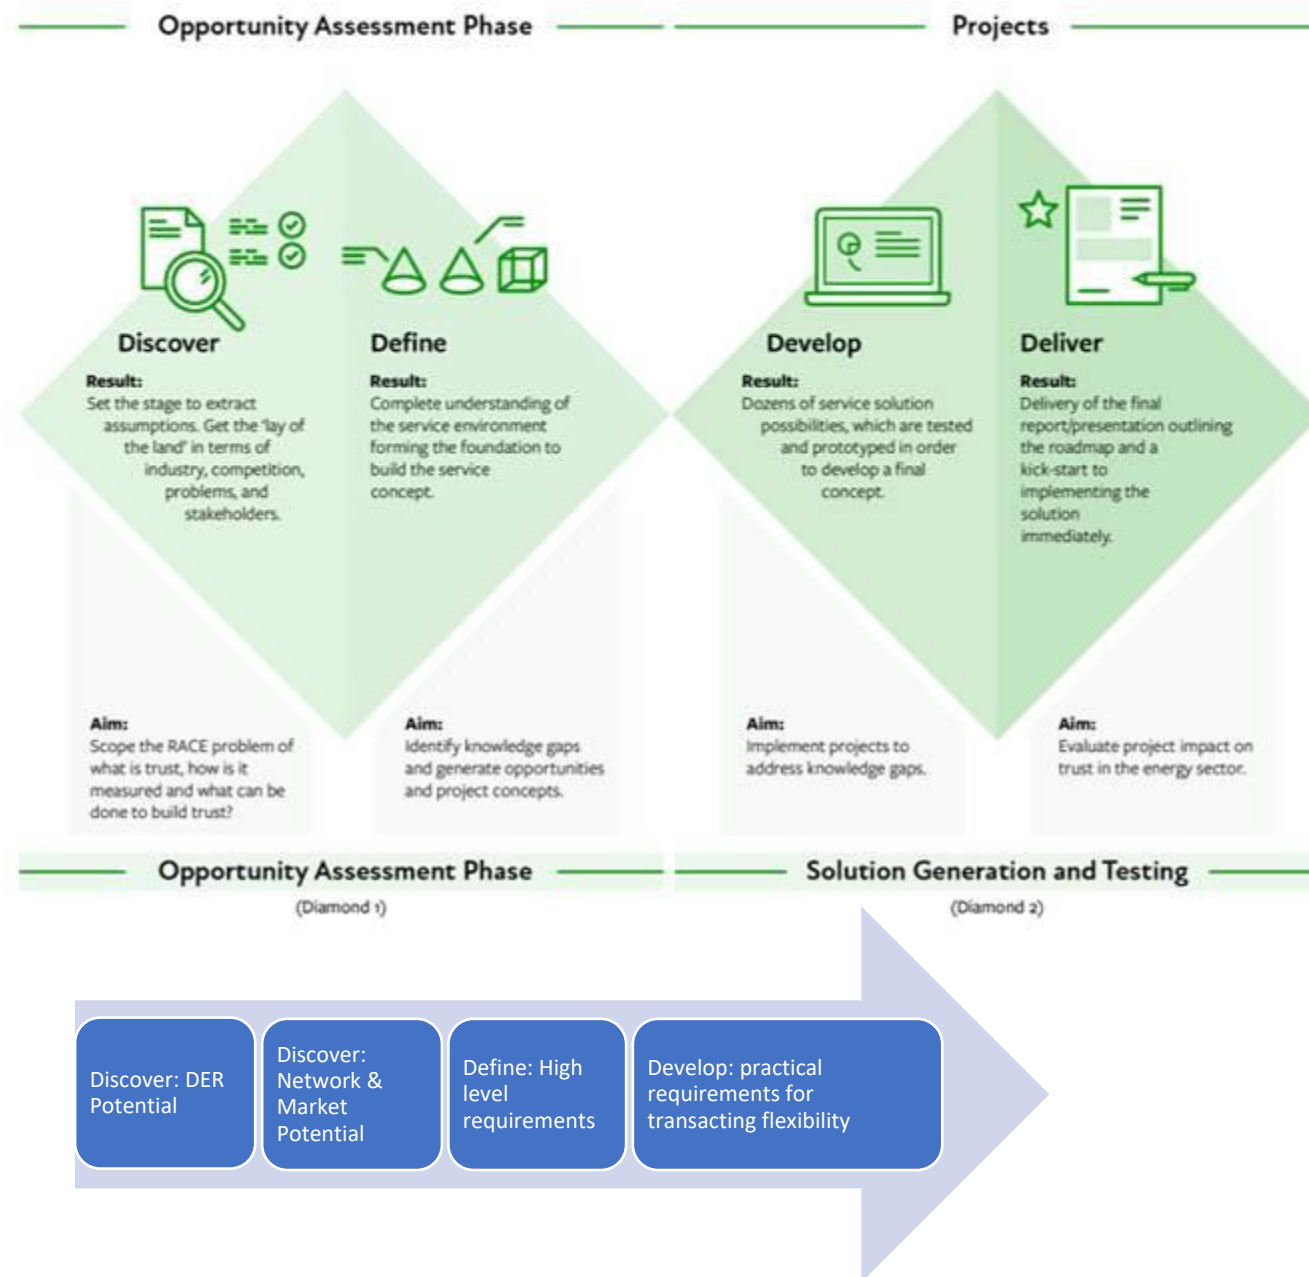 Opportunity Assessment Phase
Projects
Discover
Result:
Set the stage to extract
assumptions. Get the 'lay of
the land' in terms of
industry, competition,
problems, and
stakeholders.
Define
Result:
Complete understanding of
the service environment
forming the foundation to
build the service
concept.
Develop
Result:
Dozens of service solution
possibilities, which are tested
and prototyped in order
to develop a final
concept.
Deliver
Result:
Delivery of the final
report/presentation outlining
the roadmap and a
kick-start to
implementing the
solution
immediately.
Aim:
Scope the RACE problem of
what is trust, how is it
measured and what can be
done to build trust?
Aim:
Identify knowledge gaps
and generate opportunities
and project concepts.
Aim:
Implement projects to
address knowledge gaps.
Aim:
Evaluate project impact on
trust in the energy sector.
Opportunity Assessment Phase
(Diamond 1)
Solution Generation and Testing
(Diamond 2)
Discover: DER
Potential
Discover:
Network &
Market
Potential
Define: High
level
requirements
Develop: practical
requirements for
transacting flexibility